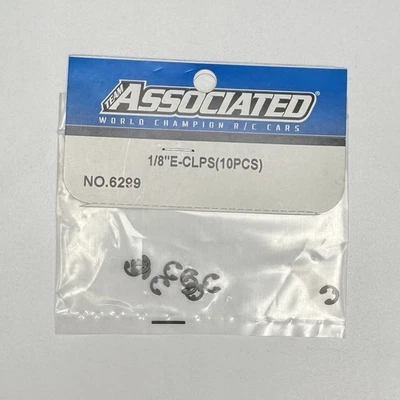 TEAM
ASSOCIATED
WORLD CHAMPION R/C CARS
1/8"E-CLPS(10PCS)
NO.6299